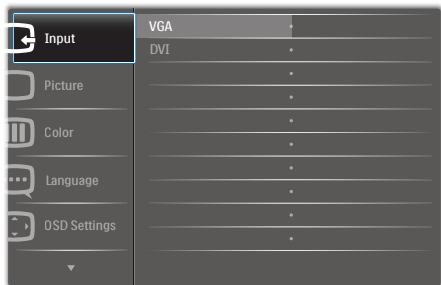 Input
Picture
Color
Language
OSD Settings
VGA
DVI